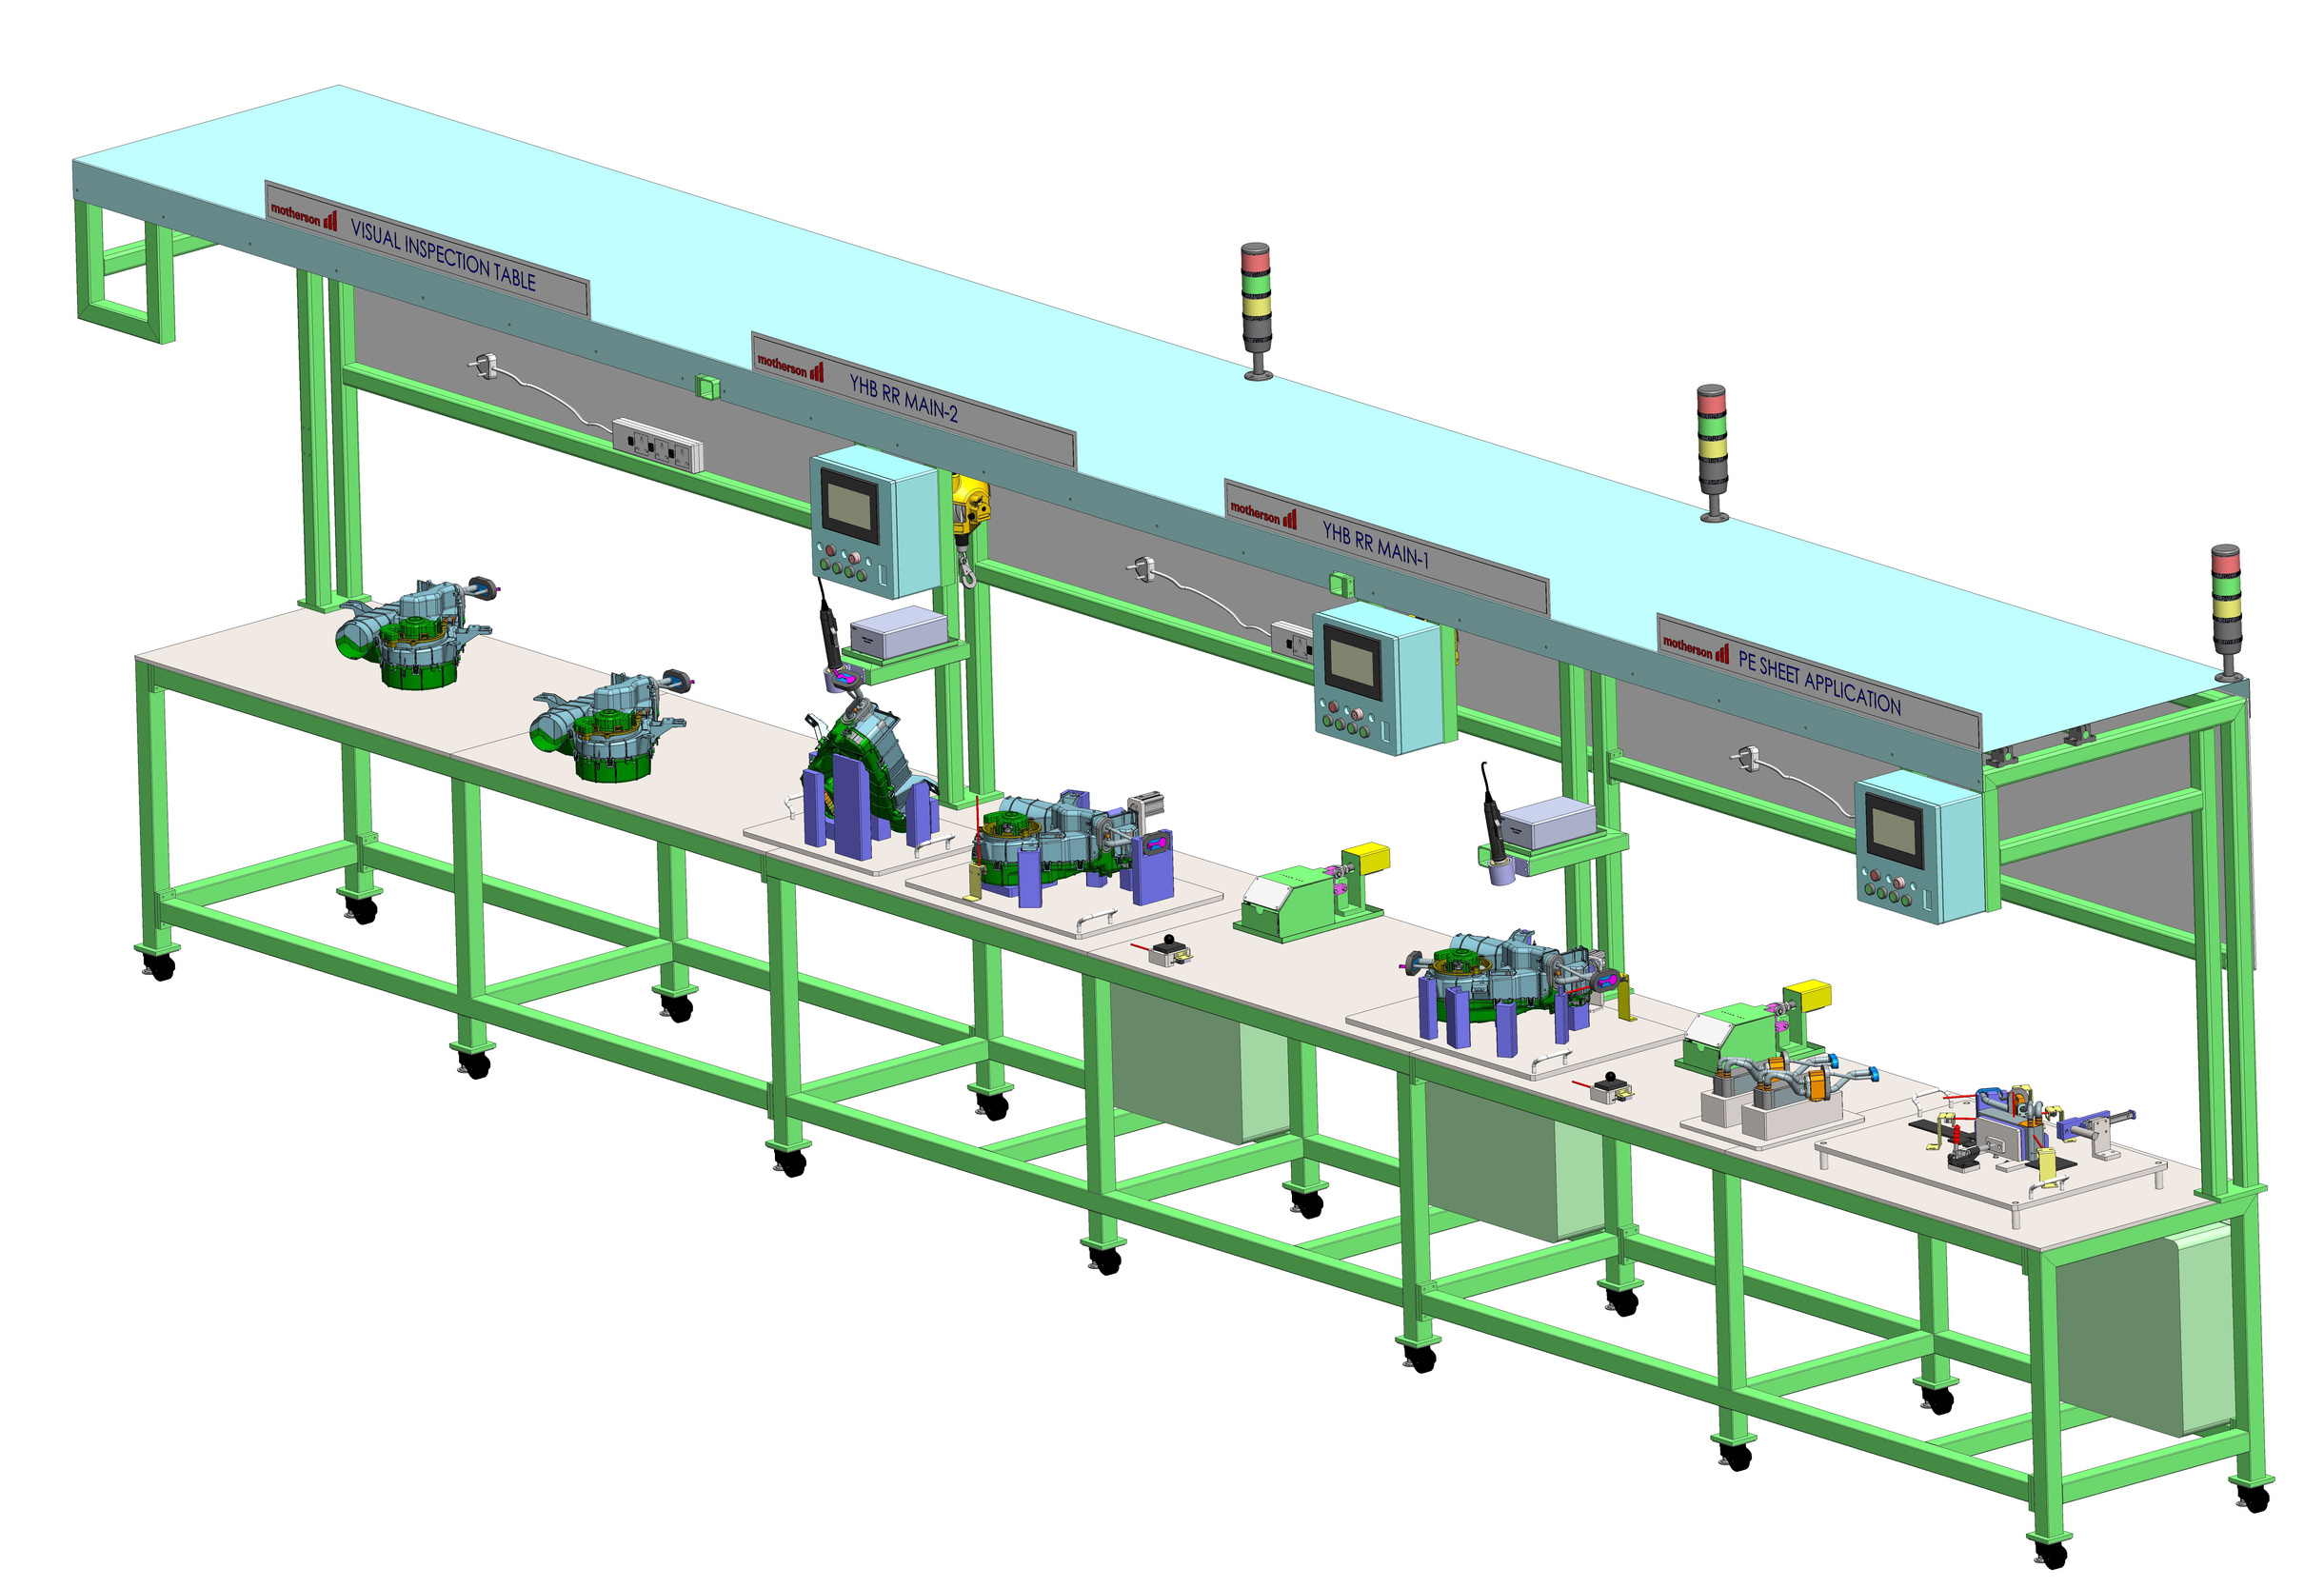 motherson VISUAL INSPECTION TABLE
motherson YHB RR MAIN-2
motherson YHB RR MAIN-1
motherson PE SHEET APPLICATION